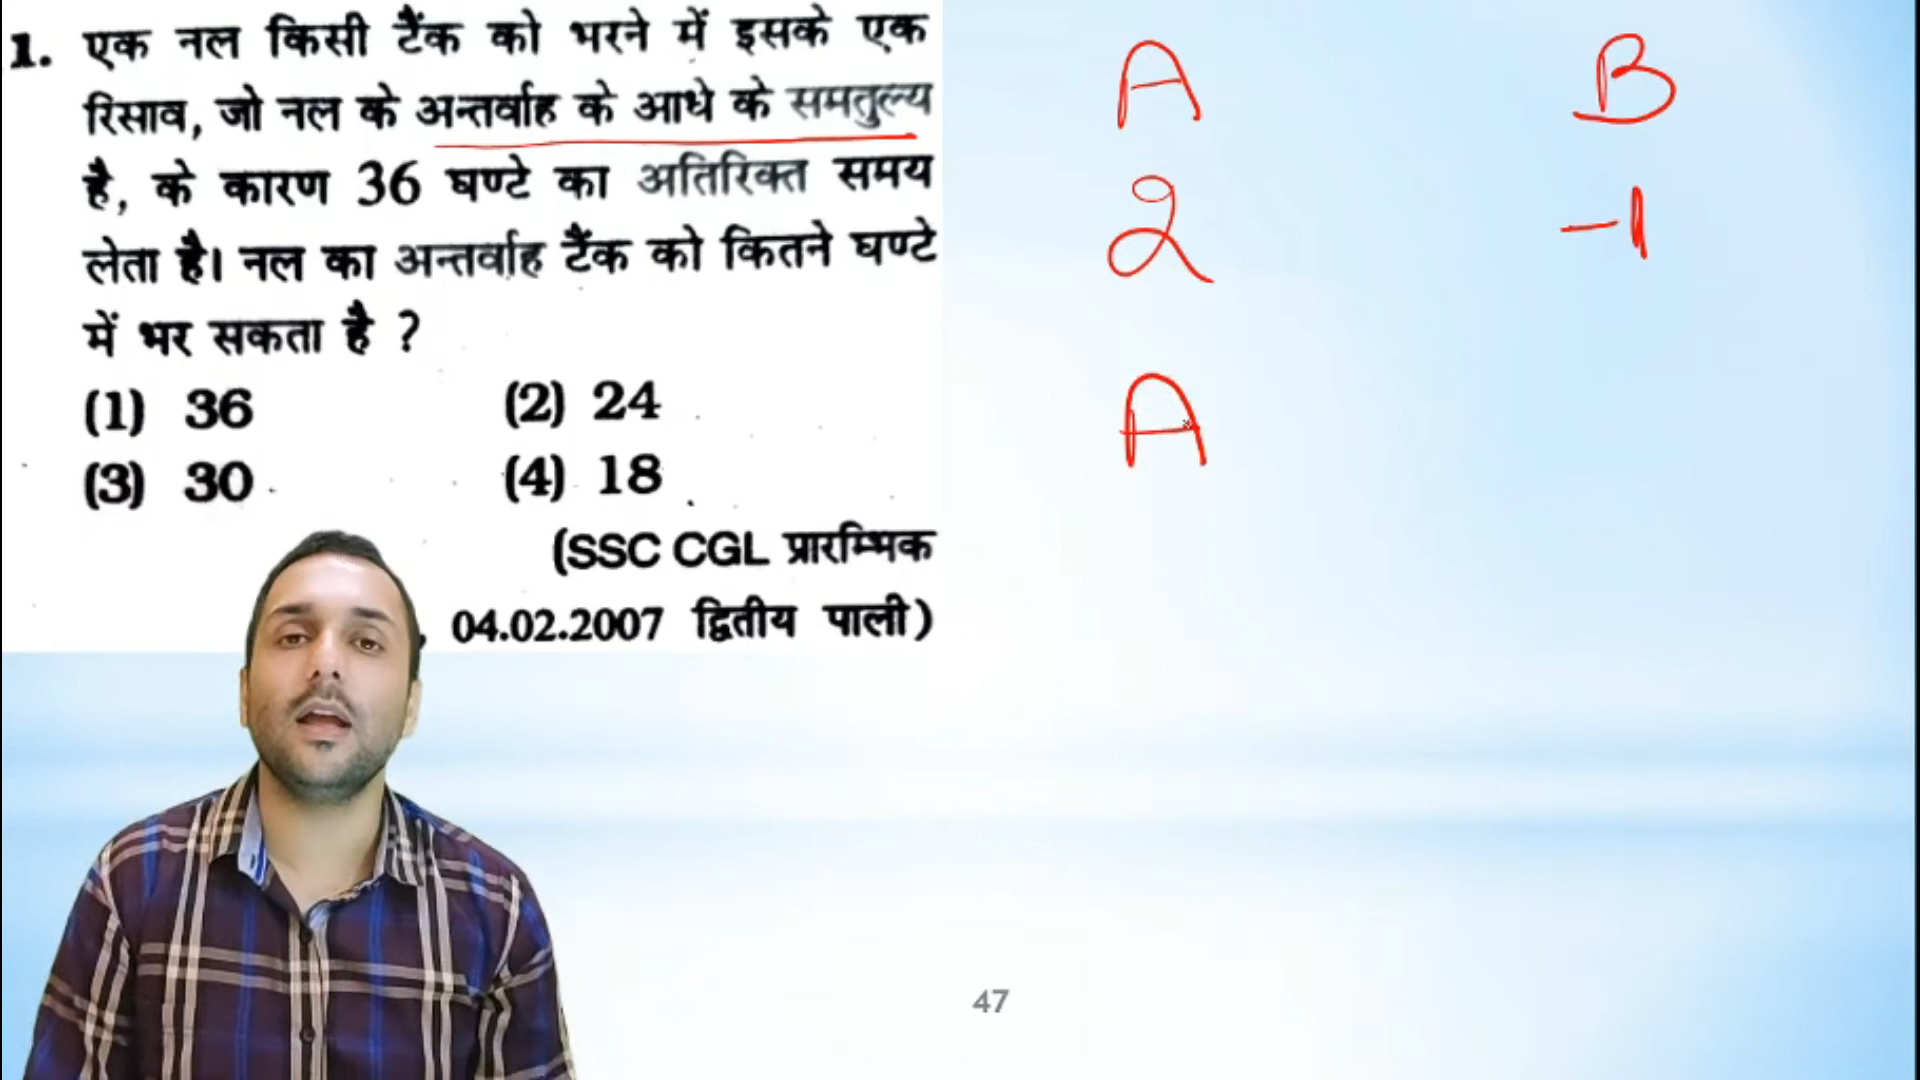 1. एक नल किसी टैंक को भरने में इसके एक
रिसाव, जो नल के अन्तर्वाह के आधे के समतुल्य
है, के कारण 36 घण्टे का अतिरिक्त समय
लेता है। नल का अन्तर्वाह टैंक को कितने घण्टे
में भर सकता है ?
(1) 36 (2) 24
(3) 30 (4) 18
(SSC CGL प्रारम्भिक
, 04.02.2007 द्वितीय पाली)
A B
2 -1
A
47